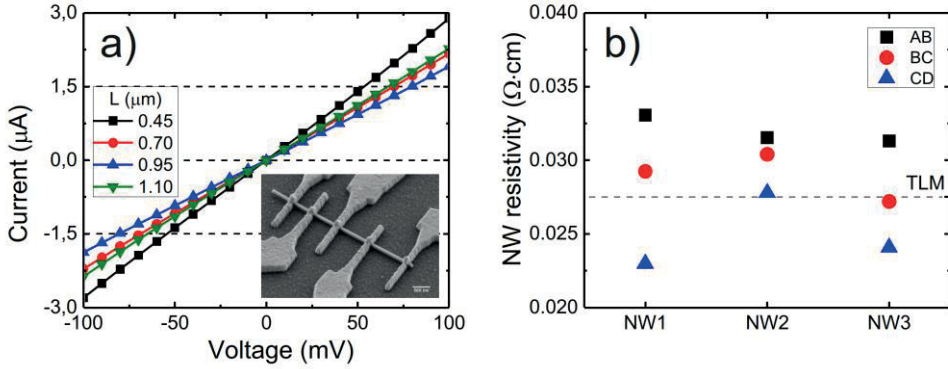 a)
3,0
1,5
0,0
-1,5
-3,0
Current (μA)
L (μm)
0.45
0.70
0.95
1.10
-100
-50
0
50
100
Voltage (mV)
b)
0.040
0.035
0.030
0.025
0.020
NW resistivity (Ω·cm)
AB
BC
CD
TLM
NW1
NW2
NW3